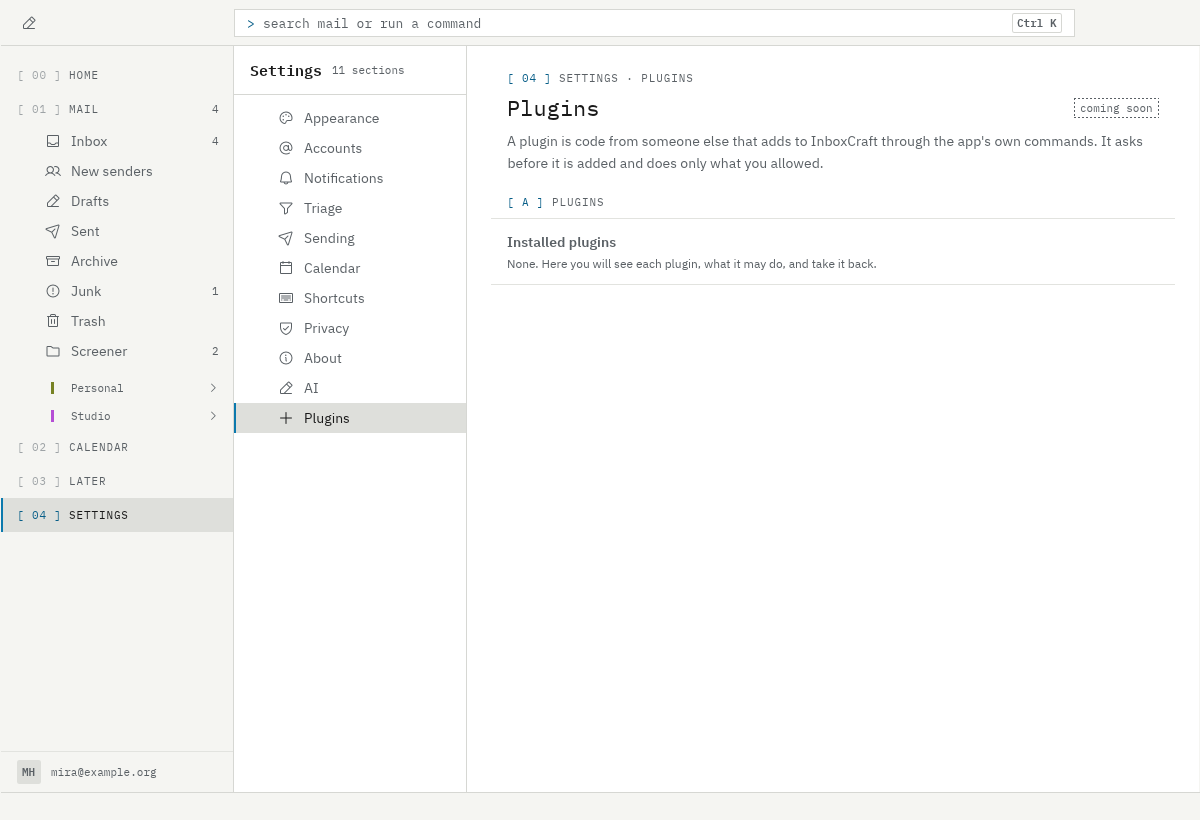 > search mail or run a command
Ctrl K
[ 00 ] HOME
[ 01 ] MAIL 4
Inbox 4
New senders
Drafts
Sent
Archive
Junk 1
Trash
Screener 2
Personal
Studio
[ 02 ] CALENDAR
[ 03 ] LATER
[ 04 ] SETTINGS
MH mira@example.org
Settings 11 sections
Appearance
Accounts
Notifications
Triage
Sending
Calendar
Shortcuts
Privacy
About
AI
Plugins
[ 04 ] SETTINGS · PLUGINS
Plugins
coming soon
A plugin is code from someone else that adds to InboxCraft through the app's own commands. It asks
before it is added and does only what you allowed.
[ A ] PLUGINS
Installed plugins
None. Here you will see each plugin, what it may do, and take it back.